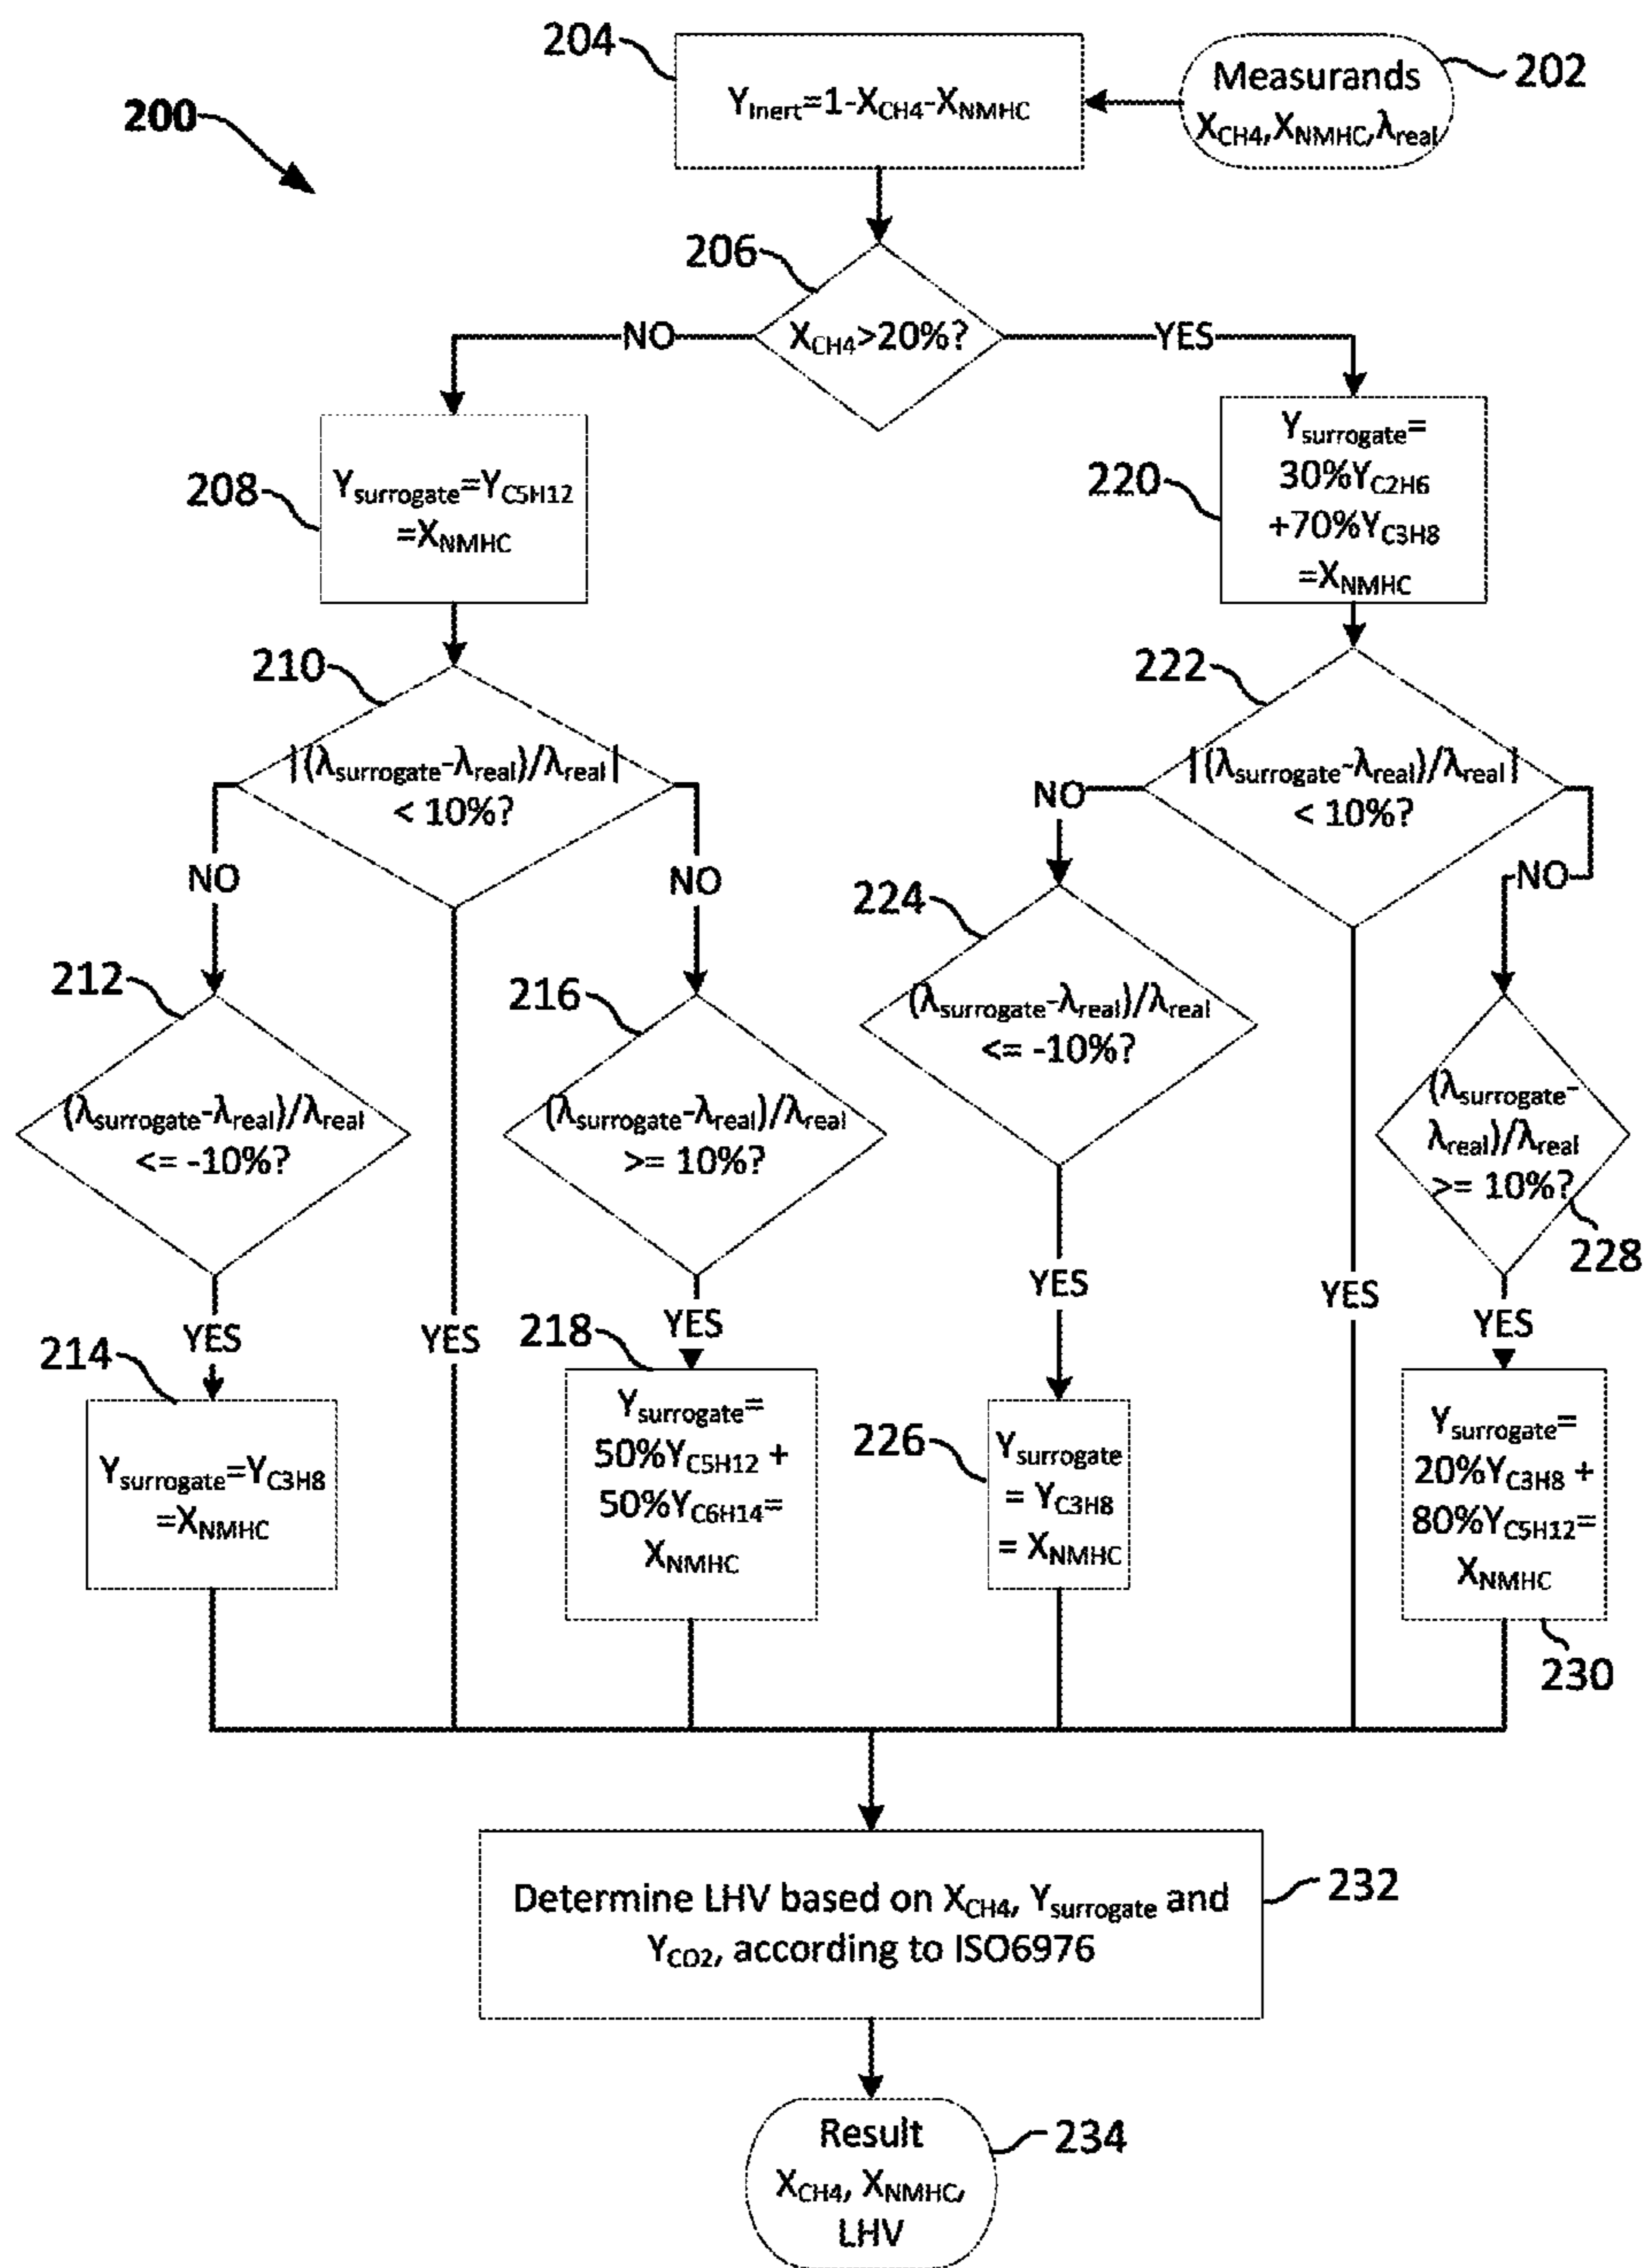 204
Y_Inert=1-X_CH4-X_NMHC
Measurands
X_CH4,X_NMHC,λ_real
202
200
206
X_CH4>20%?
NO
YES
208
Y_surrogate=Y_C5H12
=X_NMHC
220
Y_surrogate=
30%Y_C2H6
+70%Y_C3H8
=X_NMHC
210
|(λ_surrogate-λ_real)/λ_real|
< 10%?
NO
NO
222
|(λ_surrogate-λ_real)/λ_real|
< 10%?
NO
NO
212
(λ_surrogate-λ_real)/λ_real
<= -10%?
216
(λ_surrogate-λ_real)/λ_real
>= 10%?
224
(λ_surrogate-λ_real)/λ_real
<= -10%?
(λ_surrogate-
λ_real)/λ_real
>= 10%?
228
YES
YES
YES
YES
YES
YES
214
Y_surrogate=Y_C3H8
=X_NMHC
218
Y_surrogate=
50%Y_C5H12 +
50%Y_C6H14=
X_NMHC
226
Y_surrogate
= Y_C3H8
= X_NMHC
Y_surrogate=
20%Y_C3H8 +
80%Y_C5H12=
X_NMHC
230
Determine LHV based on X_CH4, Y_surrogate and
Y_CO2, according to ISO6976
232
Result
X_CH4, X_NMHC,
LHV
234